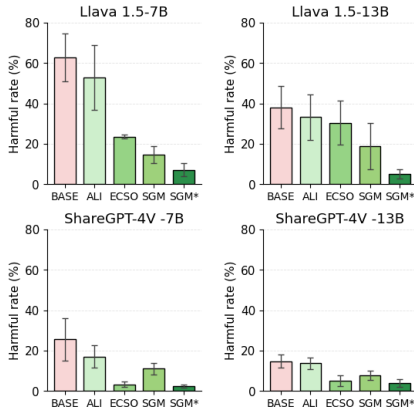 Llava 1.5-7B
Harmful rate (%)
80
60
40
20
0
BASE ALI ECSO SGM SGM*
Llava 1.5-13B
Harmful rate (%)
80
60
40
20
0
BASE ALI ECSO SGM SGM*
ShareGPT-4V -7B
Harmful rate (%)
80
60
40
20
0
BASE ALI ECSO SGM SGM*
ShareGPT-4V -13B
Harmful rate (%)
80
60
40
20
0
BASE ALI ECSO SGM SGM*